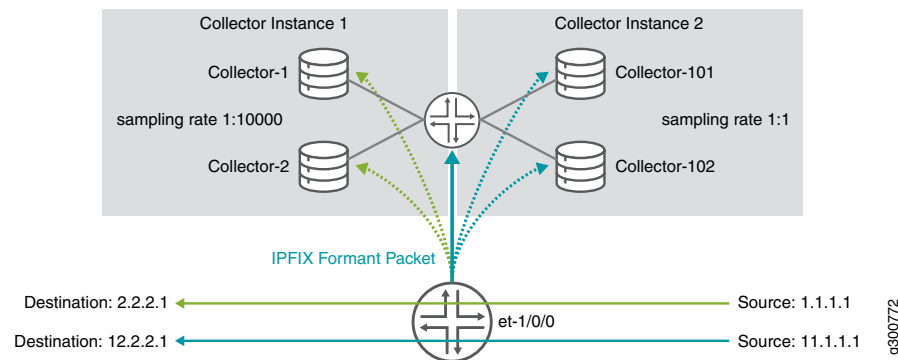 Collector Instance 1
Collector Instance 2
Collector-1
Collector-101
sampling rate 1:10000
sampling rate 1:1
Collector-2
Collector-102
IPFIX Formant Packet
Destination: 2.2.2.1
Source: 1.1.1.1
et-1/0/0
Destination: 12.2.2.1
Source: 11.1.1.1
g300772